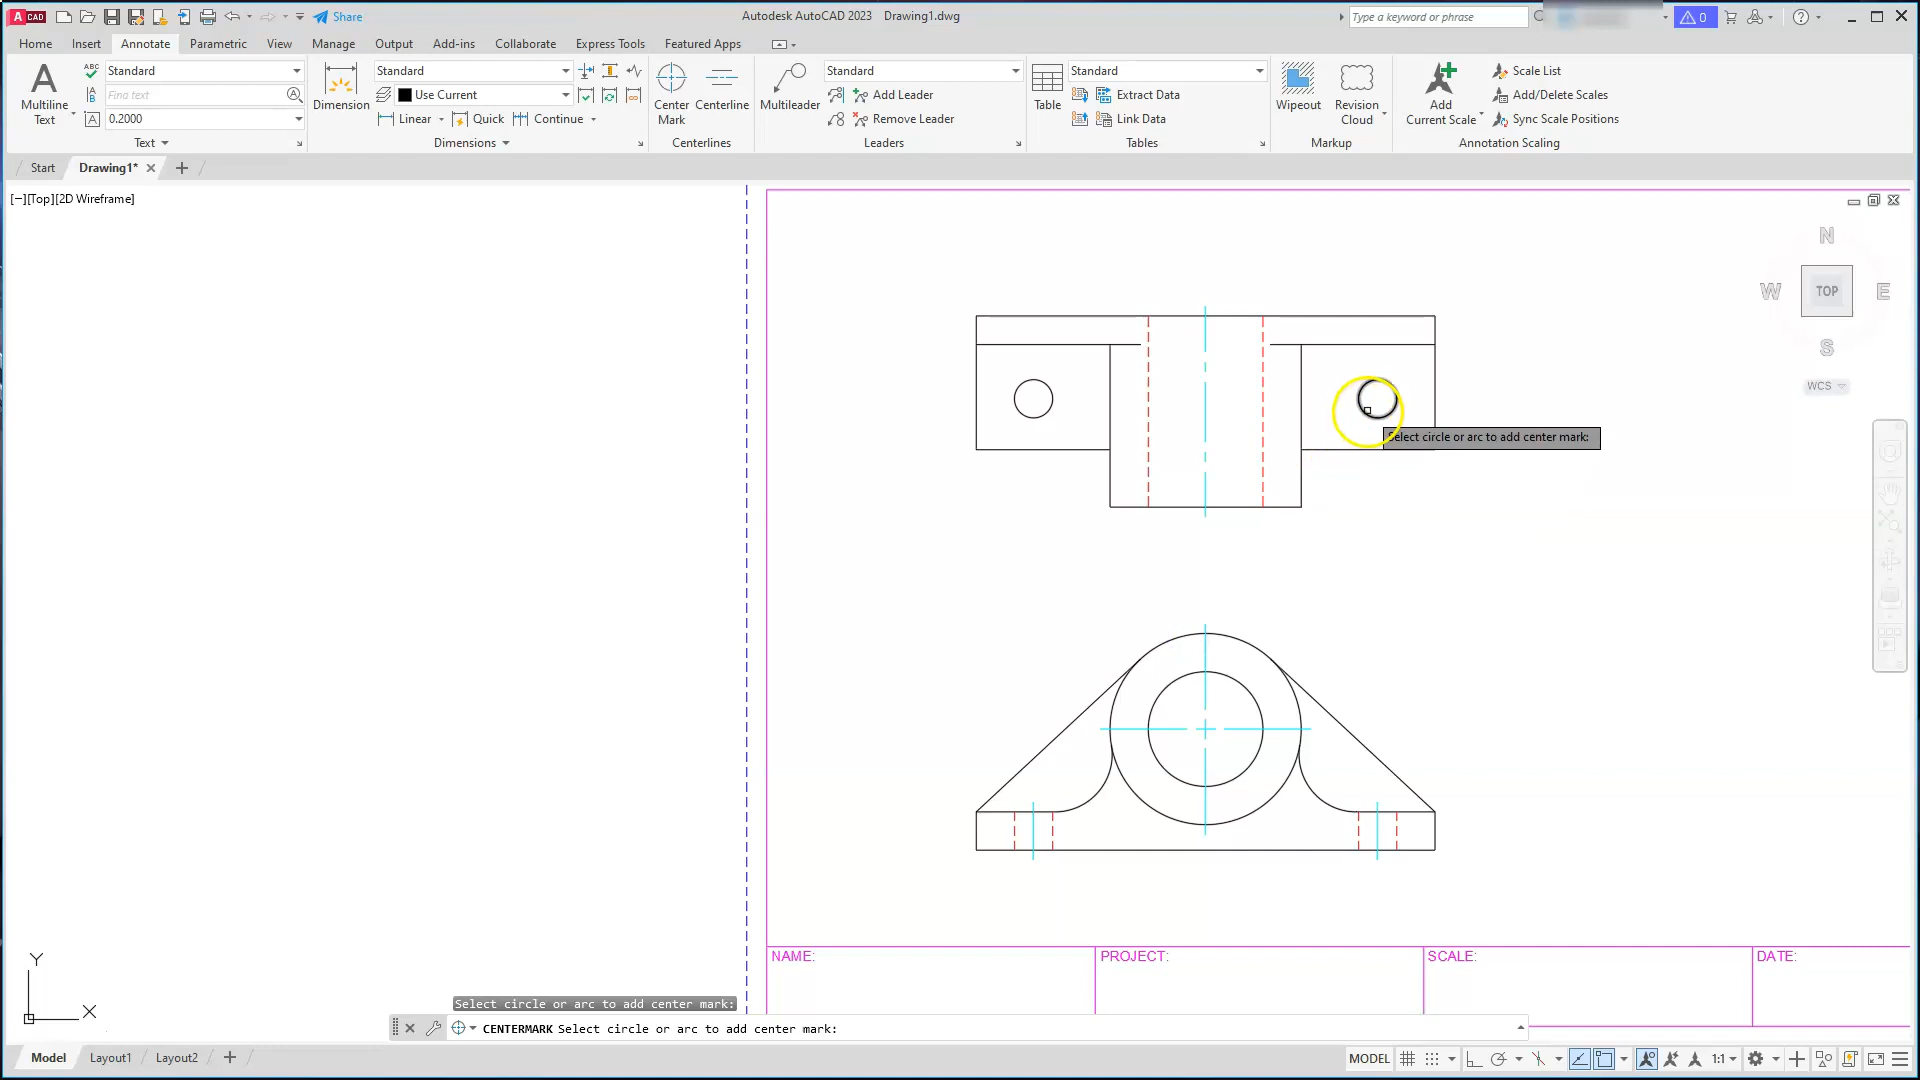 A CAD
Share
Autodesk AutoCAD 2023 Drawing1.dwg
Type a keyword or phrase
0
Home Insert Annotate Parametric View Manage Output Add-ins Collaborate Express Tools Featured Apps
A
Multiline
Text
ABC
Standard
Find text
0.2000
Text
Dimension
Standard
Use Current
Linear
Quick
Continue
Dimensions
Center
Mark
Centerline
Centerlines
Multileader
Standard
Add Leader
Remove Leader
Leaders
Table
Standard
Extract Data
Link Data
Tables
Wipeout
Revision
Cloud
Markup
Add
Current Scale
Scale List
Add/Delete Scales
Sync Scale Positions
Annotation Scaling
Start
Drawing1*
[−][Top][2D Wireframe]
N
W
TOP
E
S
WCS
Select circle or arc to add center mark:
NAME:
PROJECT:
SCALE:
DATE:
Y
X
Select circle or arc to add center mark:
CENTERMARK Select circle or arc to add center mark:
Model
Layout1
Layout2
MODEL
1:1